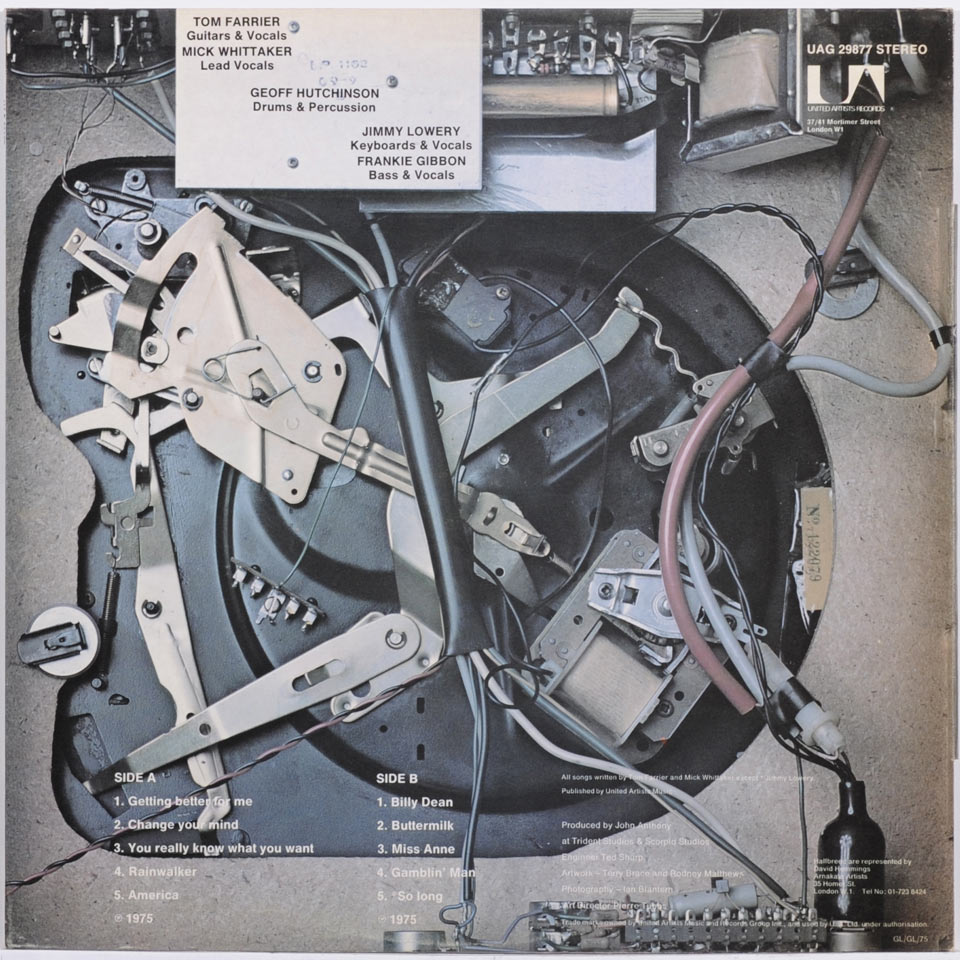 TOM FARRIER
Guitars & Vocals
MICK WHITTAKER
Lead Vocals
GEOFF HUTCHINSON
Drums & Percussion
JIMMY LOWERY
Keyboards & Vocals
FRANKIE GIBBON
Bass & Vocals
UAG 29877 STEREO
UA
UNITED ARTISTS RECORDS
37/41 Mortimer Street
London W1
Nº 122079
SIDE A
1. Getting better for me
2. Change your mind
3. You really know what you want
4. Rainwalker
5. America
℗ 1975
SIDE B
1. Billy Dean
2. Buttermilk
3. Miss Anne
4. Gamblin' Man
5. *So long
℗ 1975
All songs written by Tom Farrier and Mick Whittaker except * Jimmy Lowery.
Published by United Artists Music
Produced by John Anthony
at Trident Studios & Scorpio Studios
Engineer Ted Sharp
Artwork – Terry Brace and Rodney Matthews
Photography – Ian
Art Director Pierre
Trade mark owned by United Artists Music and Records Group Inc., and used by Ltd. under authorisation.
Halfbreed are represented by
David Hemmings
Arnakata Artists
35 Homer St.
London W.1. Tel No: 01-723 8424
GL/GL/75